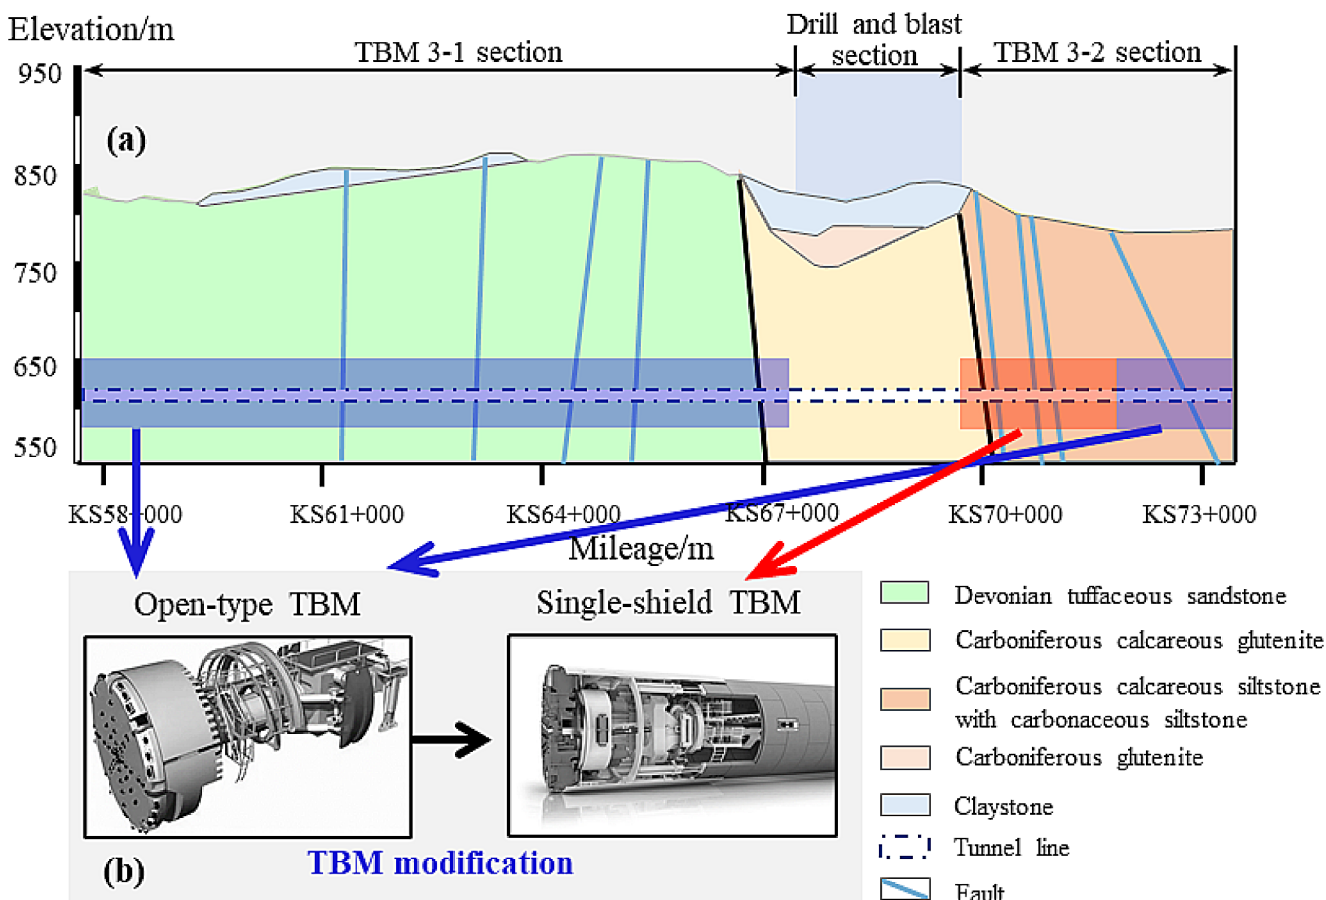 Elevation/m
TBM 3-1 section
Drill and blast
section
TBM 3-2 section
950
(a)
850
750
650
550
KS58+000
KS61+000
KS64+000
KS67+000
KS70+000
KS73+000
Mileage/m
Open-type TBM
Single-shield TBM
TBM modification
(b)
Devonian tuffaceous sandstone
Carboniferous calcareous glutenite
Carboniferous calcareous siltstone
with carbonaceous siltstone
Carboniferous glutenite
Claystone
Tunnel line
Fault